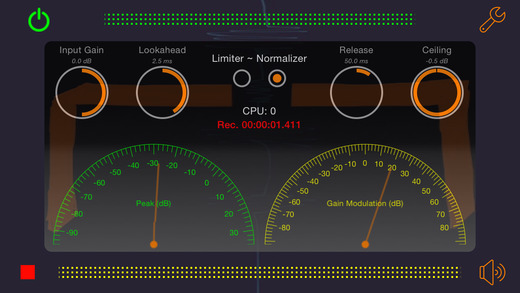 Input Gain
0.0 dB
Lookahead
2.5 ms
Limiter ~ Normalizer
Release
50.0 ms
Ceiling
-0.5 dB
CPU: 0
Rec. 00:00:01.411
-90 -80 -70 -60 -50 -40 -30 -20 -10 0 10 20 30
Peak (dB)
-80 -70 -60 -50 -40 -30 -20 -10 0 10 20 30 40 50 60 70 80
Gain Modulation (dB)